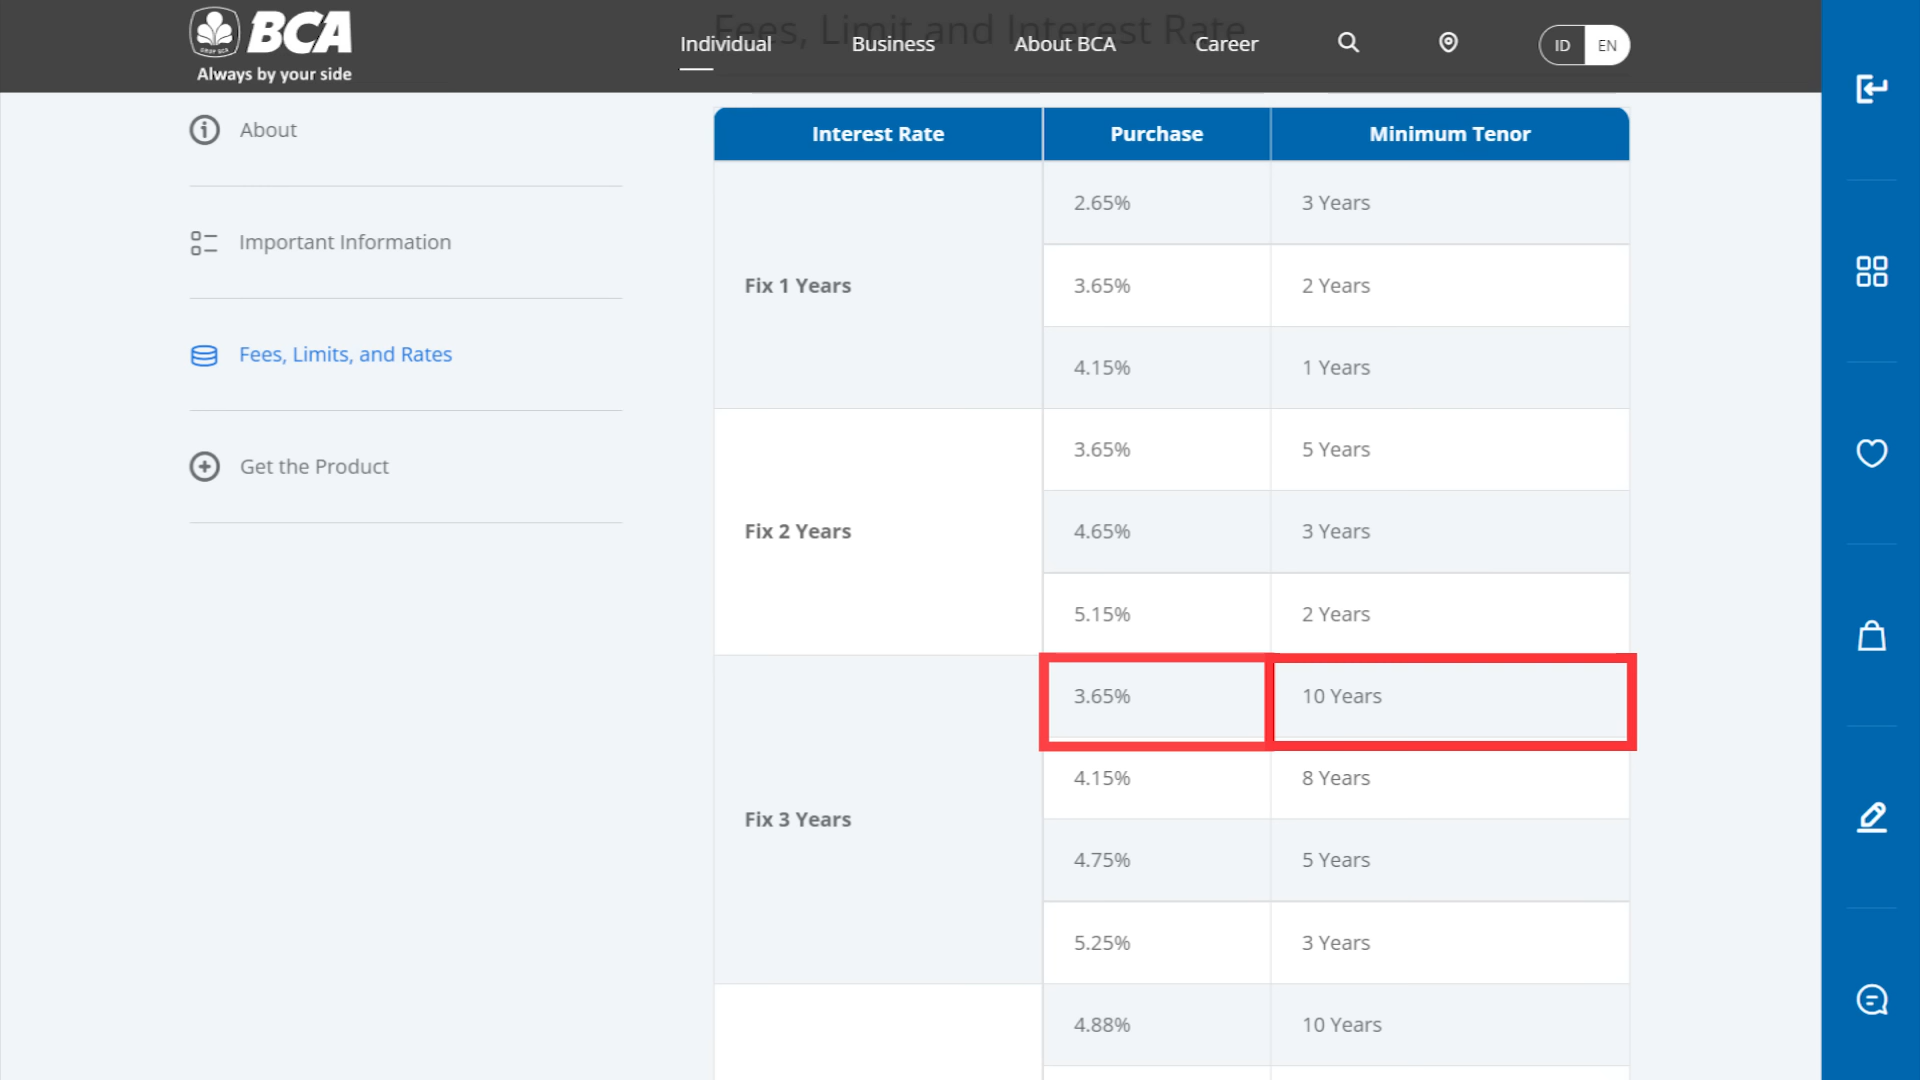 Fees, Limit and Interest Rate
BCA
Always by your side
Individual
Business
About BCA
Career
ID
EN
About
Important Information
Fees, Limits, and Rates
Get the Product
Interest Rate Purchase Minimum Tenor
Fix 1 Years
2.65% 3 Years
3.65% 2 Years
4.15% 1 Years
Fix 2 Years
3.65% 5 Years
4.65% 3 Years
5.15% 2 Years
Fix 3 Years
3.65% 10 Years
4.15% 8 Years
4.75% 5 Years
5.25% 3 Years
4.88% 10 Years